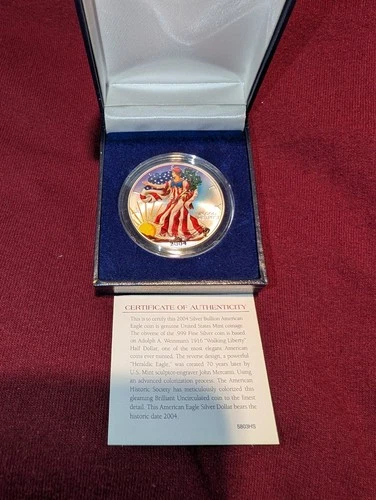 2004
CERTIFICATE OF AUTHENTICITY
This is to certify this 2004 Silver Bullion American
Eagle coin is genuine United States Mint coinage.
The obverse of the .999 Fine Silver coin is based
on Adolph A. Weinman's 1916 "Walking Liberty"
Half Dollar, one of the most elegant American
coins ever minted. The reverse design, a powerful
"Heraldic Eagle," was created 70 years later by
U.S. Mint sculptor-engraver John Mercanti. Using
an advanced colorization process, The American
Historic Society has meticulously colorized this
gleaming Brilliant Uncirculated coin to the finest
detail. This American Eagle Silver Dollar bears the
historic date 2004.